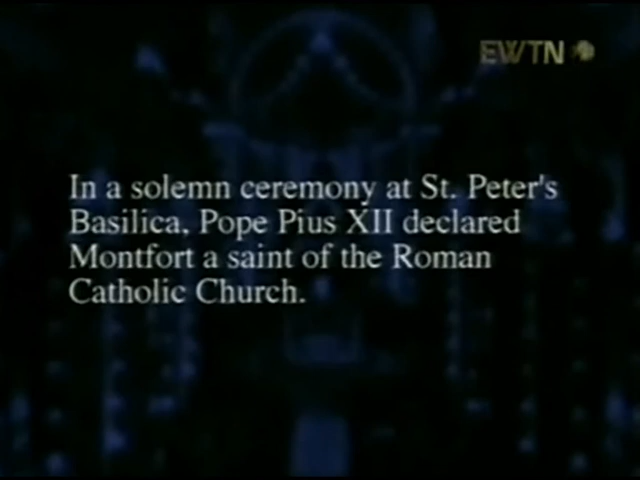 EWTN
In a solemn ceremony at St. Peter's
Basilica, Pope Pius XII declared
Montfort a saint of the Roman
Catholic Church.